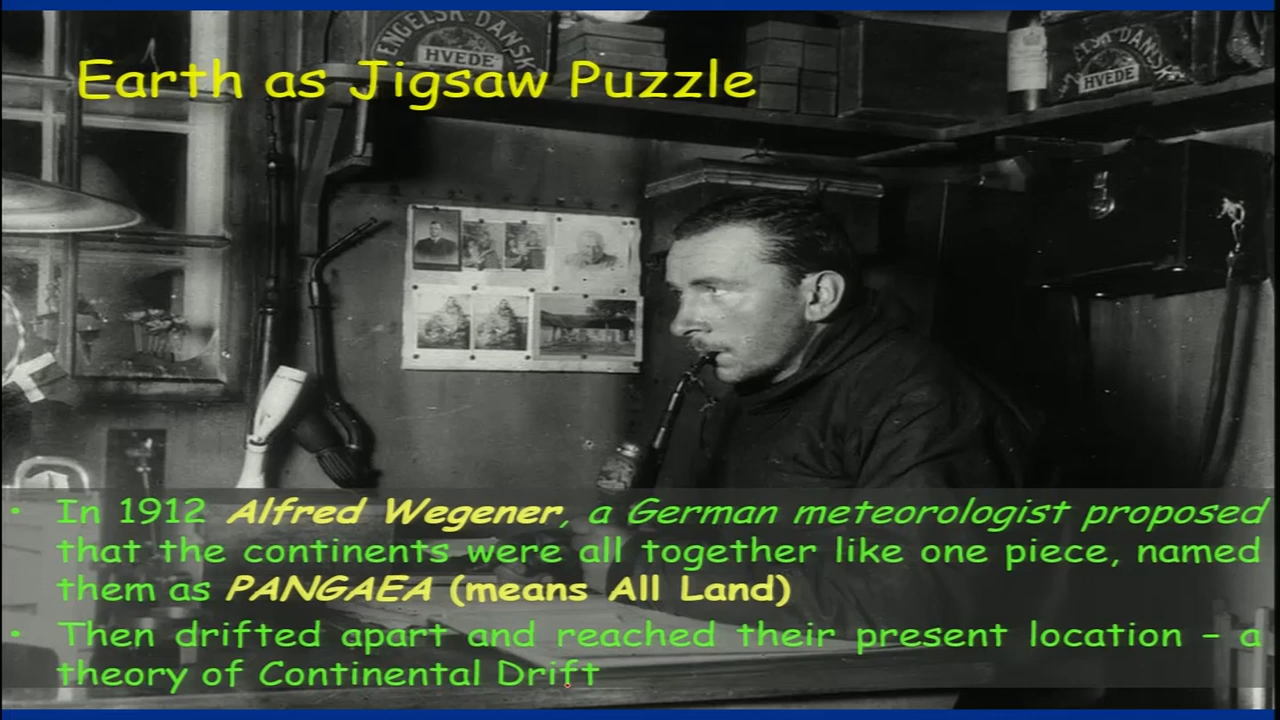 ENGELSK-DANSK
HVEDE
DANSK
HVEDE
Earth as Jigsaw Puzzle
• In 1912 Alfred Wegener, a German meteorologist proposed
that the continents were all together like one piece, named
them as PANGAEA (means All Land)
• Then drifted apart and reached their present location – a
theory of Continental Drift